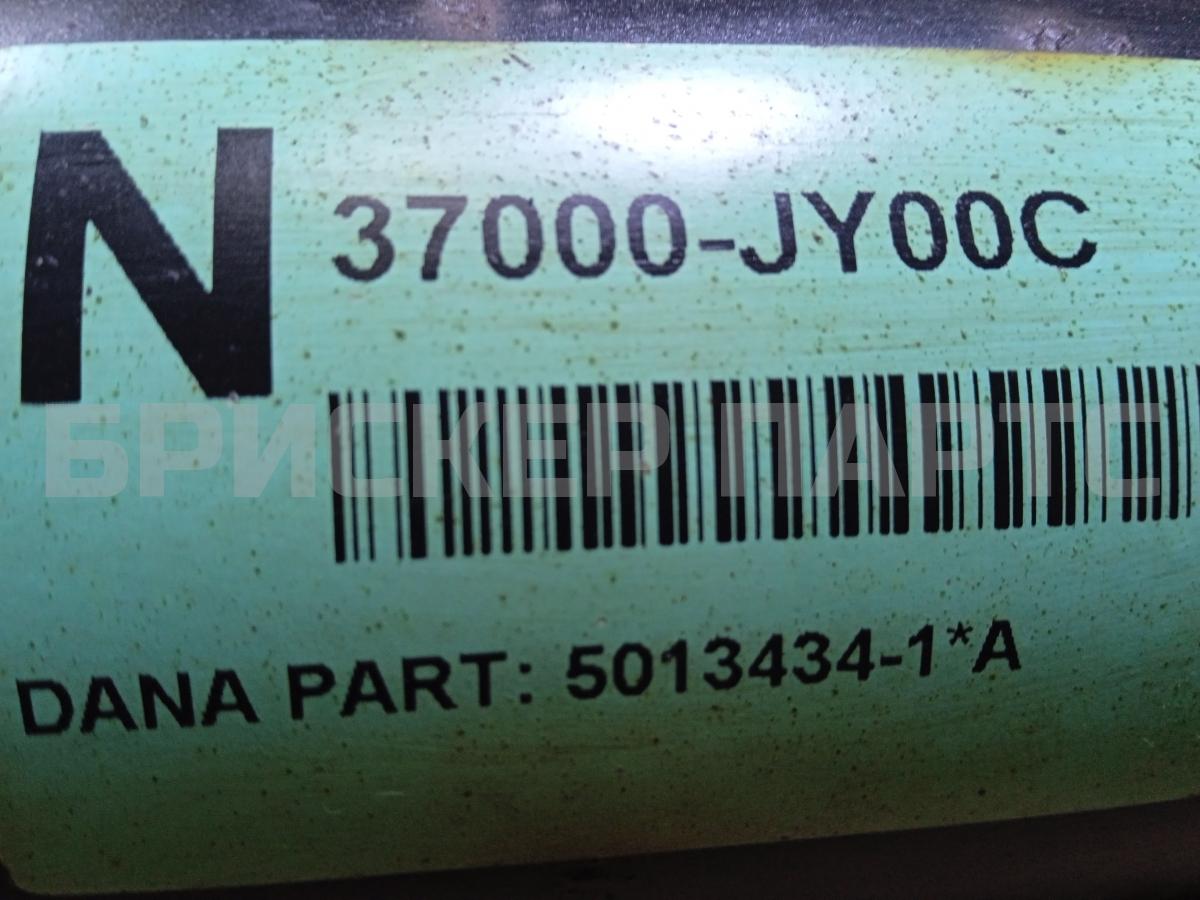 N
37000-JY00C
БРИСКЕР ПАРТС
DANA PART: 5013434-1*A